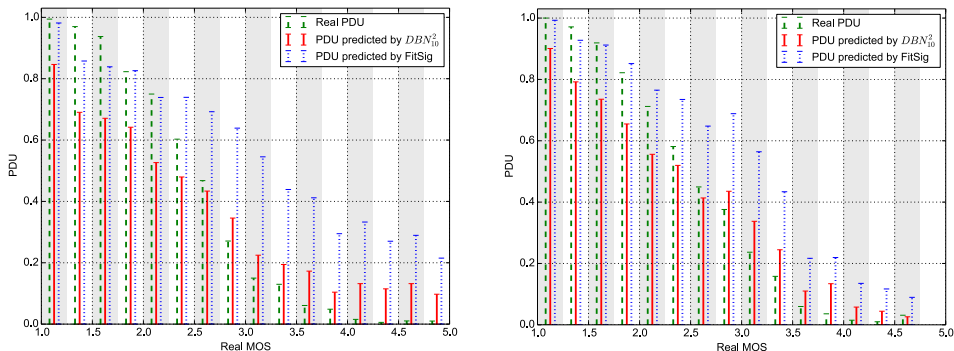 1.0
0.8
0.6
0.4
0.2
0.0
PDU
1.0 1.5 2.0 2.5 3.0 3.5 4.0 4.5 5.0
Real MOS
Real PDU
PDU predicted by DBN²₁₀
PDU predicted by FitSig
1.0
0.8
0.6
0.4
0.2
0.0
PDU
1.0 1.5 2.0 2.5 3.0 3.5 4.0 4.5 5.0
Real MOS
Real PDU
PDU predicted by DBN²₁₀
PDU predicted by FitSig